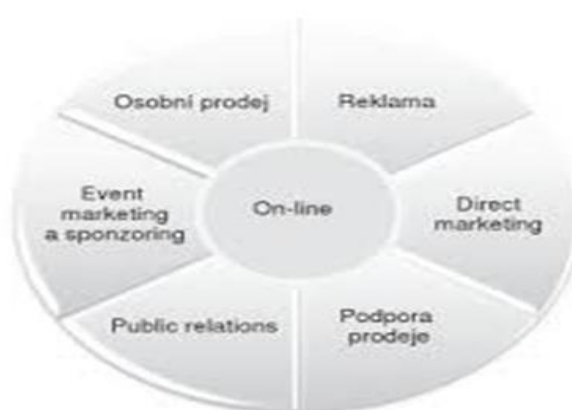 Osobní prodej
Reklama
Event
marketing
a sponzoring
On-line
Direct
marketing
Public relations
Podpora
prodeje